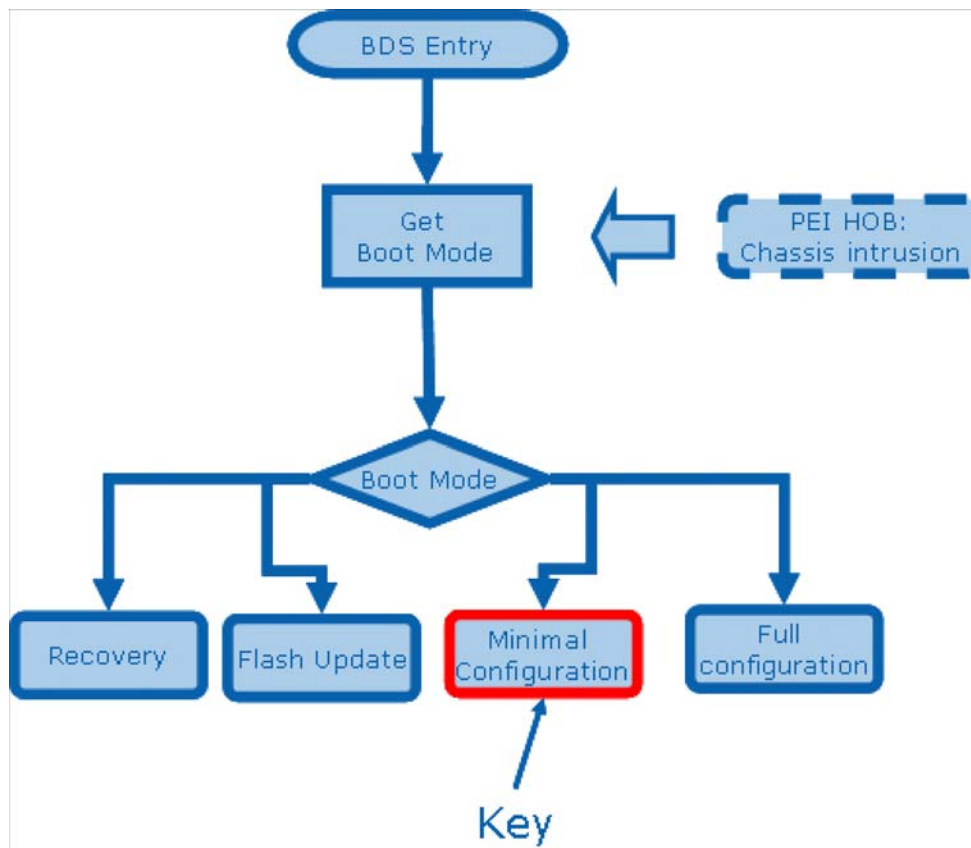 BDS Entry
Get
Boot Mode
PEI HOB:
Chassis intrusion
Boot Mode
Recovery
Flash Update
Minimal
Configuration
Full
configuration
Key